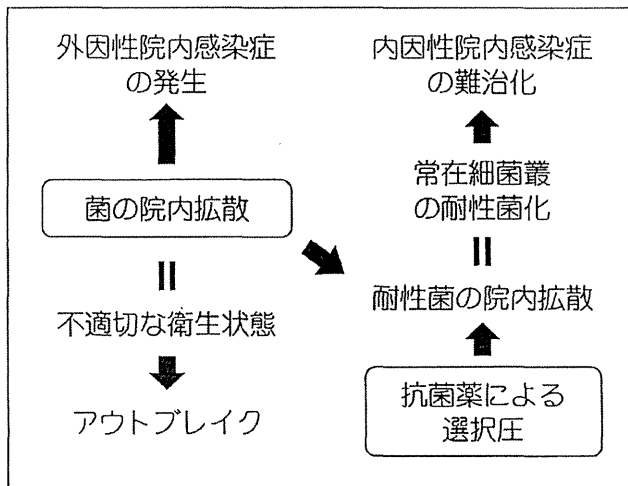 外因性院内感染症
の発生
菌の院内拡散
不適切な衛生状態
アウトブレイク
内因性院内感染症
の難治化
常在細菌叢
の耐性菌化
耐性菌の院内拡散
抗菌薬による
選択圧